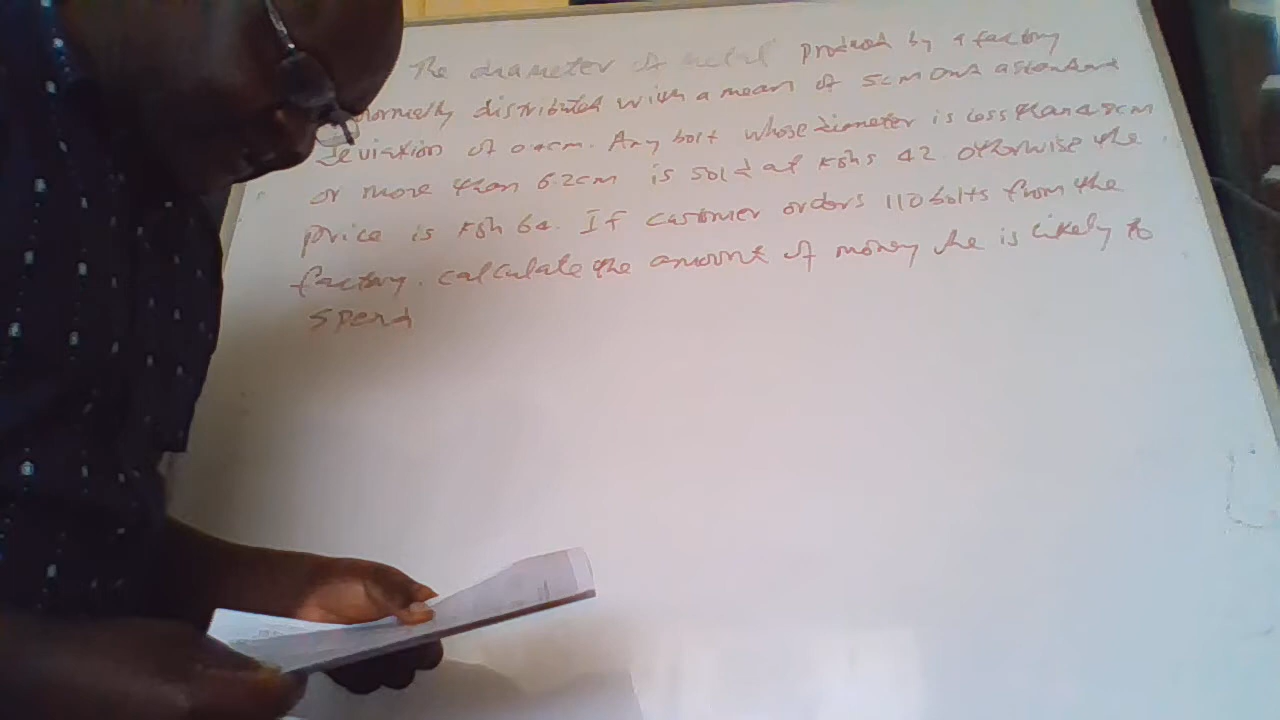 The diameter of metal produced by a factory
normally distributed with a mean of 5cm and a standard
deviation of 0.4cm. Any bolt whose diameter is less than 4.8cm
or more than 5.2cm is sold at Kshs 42 otherwise the
price is Ksh 64. If customer orders 110 bolts from the
factory. calculate the amount of money he is likely to
spend